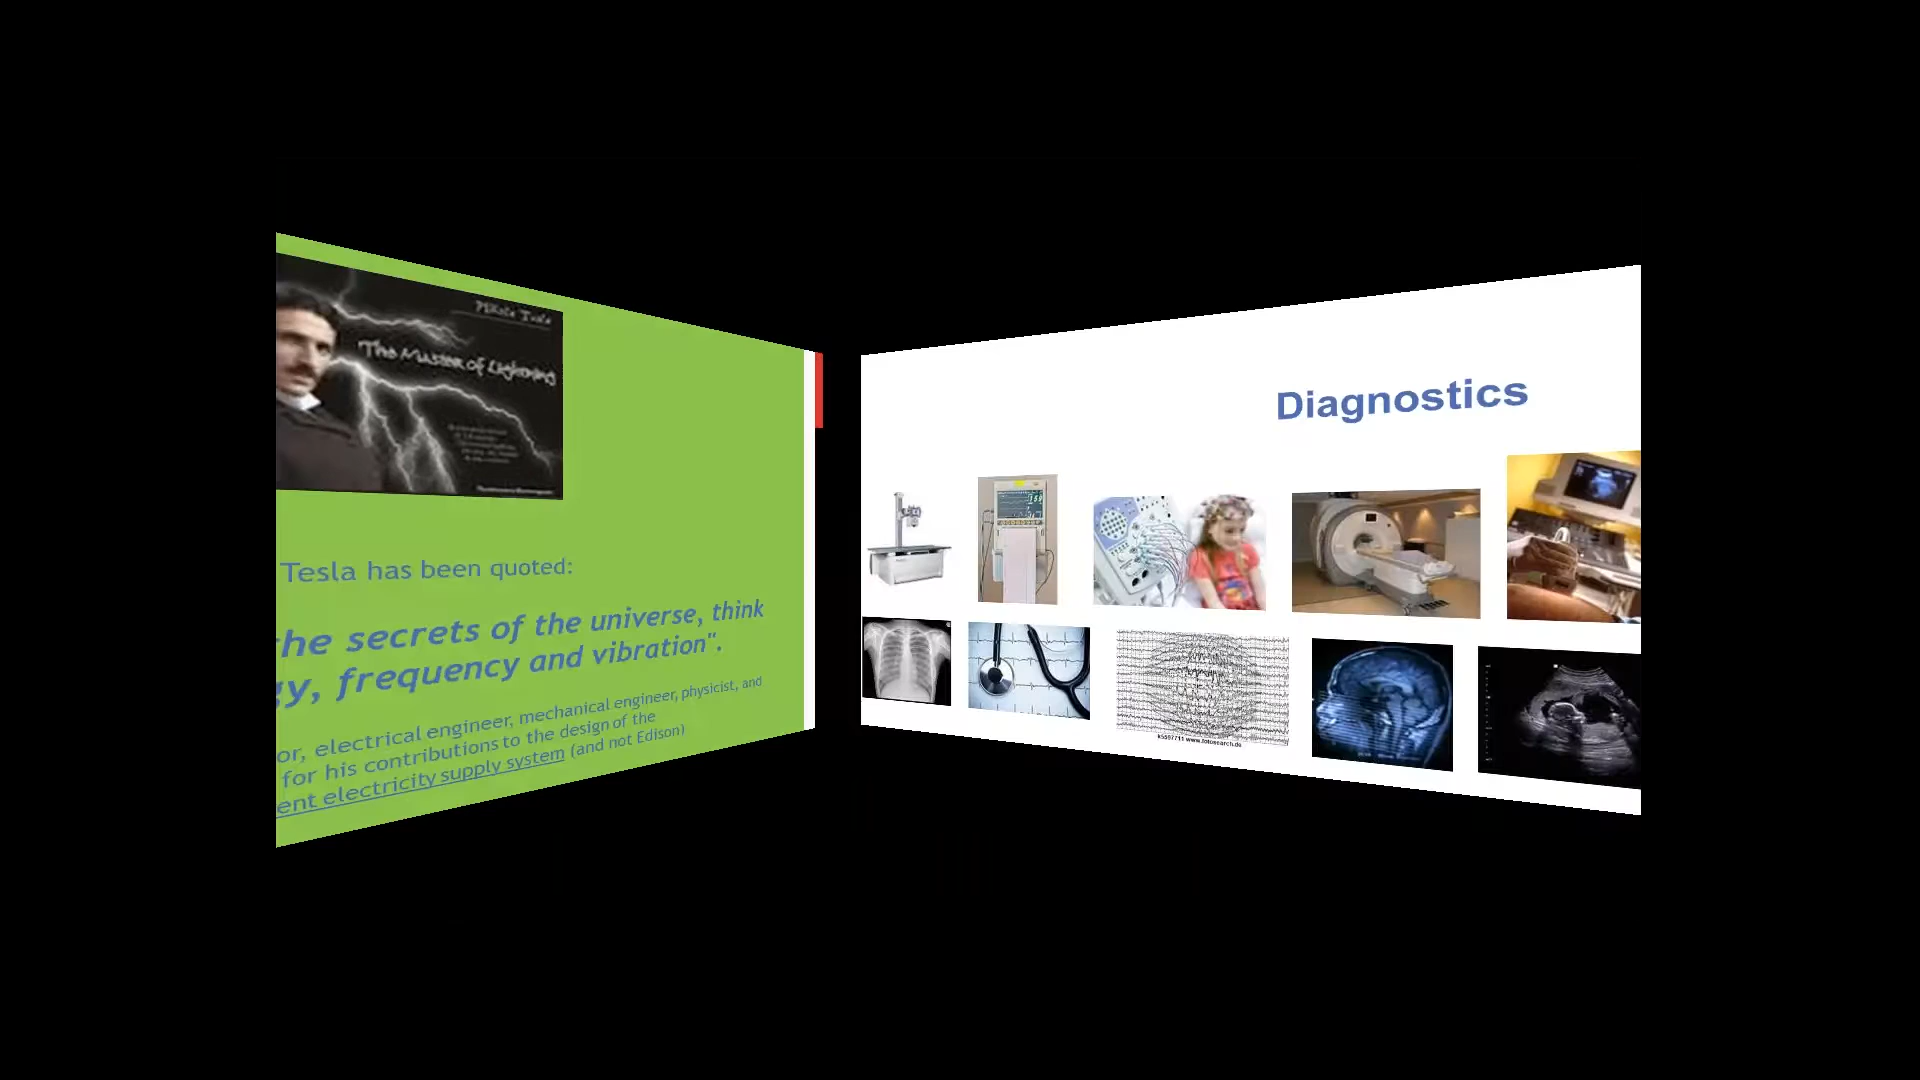 Nikola Tesla
The Master of Lightning
Tesla has been quoted:
the secrets of the universe, think
gy, frequency and vibration".
or, electrical engineer, mechanical engineer, physicist, and
for his contributions to the design of the
ent electricity supply system (and not Edison)
Diagnostics
k5597711 www.fotosearch.de